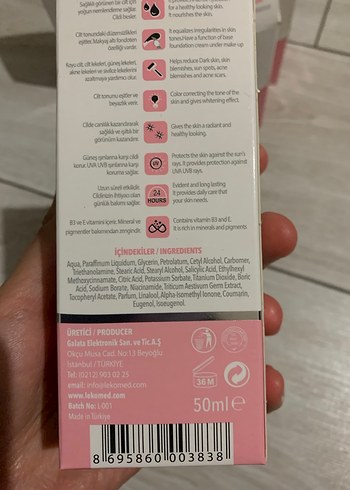 Sağlıklı görünen bir cilt için
yoğun nemlendirme sağlar.
Cildi besler.
for a healthy looking skin.
It nourishes the skin.
Cilt tonunuzdaki düzensizlikleri
eşitler. Makyaj altı fondöten
özelliği vardır.
It equalizes irregularities in skin
tones. Have a function of base
foundation cream under make-up
Koyu cilt, cilt lekeleri, güneş lekeleri,
akne lekeleri ve sivilce lekelerini
azaltmaya yardımcı olur.
Helps reduce Dark skin, skin
blemishes, sun spots, acne
blemishes and acne scars.
Cilt tonunu eşitler ve
beyazlık verir.
Color correcting the tone of the
skin and gives whitening effect.
Cilde canlılık kazandırarak
sağlıklı ve ışıltılı bir
görünüm kazandırır
Gives the skin a radiant and
healthy looking.
Güneş ışınlarına karşı cildi
korur. UVA UVB ışınlarına karşı
koruma sağlar.
UV
Protects the skin against the sun's
rays. It provides protection against
UVA UVB rays.
Uzun süreli etkilidir.
Cildinizin ihtiyacı olan
günlük bakımı sağlar.
24
HOURS
Evident and long lasting
It provides daily care that
your skin needs.
B3 ve E vitamini içerir. Mineral ve
pigmentler bakımından zengindir.
Contains vitamin B3 and E.
It is rich in minerals and pigments
İÇİNDEKİLER / INGREDIENTS
Aqua, Paraffinum Liquidum, Glycerin, Petrolatum, Cetyl Alcohol, Carbomer,
Triethanolamine, Stearic Acid, Stearyl Alcohol, Salicylic Acid, Ethylhexyl
Methoxycinnamate, Citric Acid, Potassium Sorbate, Titanium Dioxide, Boric
Acid, Sodium Borate, Niacinamide, Triticum Aestivum Germ Extract,
Tocopheryl Acetate, Parfum, Linalool, Alpha-Isomethyl Ionone, Coumarin,
Eugenol, Isoeugenol.
ÜRETİCİ / PRODUCER
Galata Elektronik San. ve Tic.A.Ş
Okçu Musa Cad. No:13 Beyoğlu
İstanbul /TÜRKİYE
Tel: (0212) 903 02 35
email: info@lekomed.com
www.lekomed.com
Batch No: L001
Made in Türkiye
36 M
50ml e
8 695860 003838